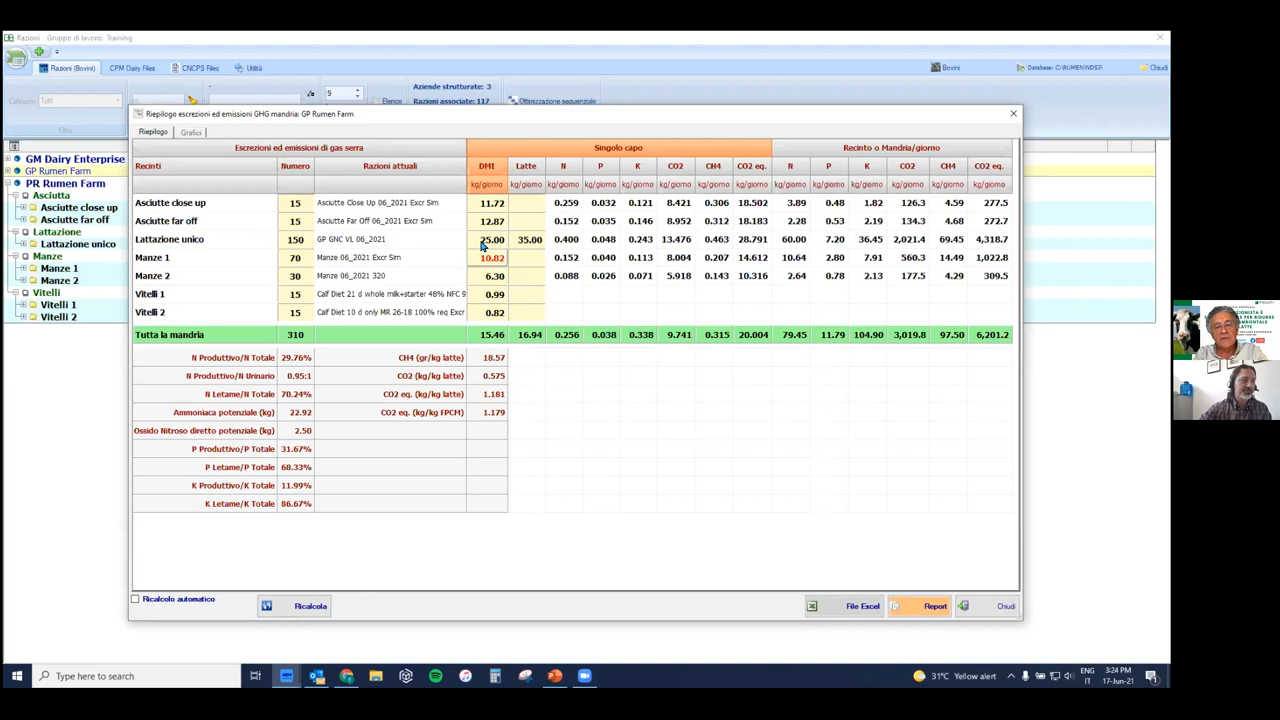 Razioni Gruppo di lavoro: Training
Razioni (Bovini) CPM Dairy Files CNCPS Files Utilità Bovini Database: C:\RUMEN\NDS3\ Chiudi
Categorie Tutti 9 Elenco Aziende strutturate: 3
Razioni associate: 117 Ottimizzazione sequenziale
Filtra
Riepilogo escrezioni ed emissioni GHG mandria: GP Rumen Farm
Riepilogo Grafici
GM Dairy Enterprise
GP Rumen Farm
PR Rumen Farm
Asciutta
Asciutte close up
Asciutte far off
Lattazione
Lattazione unico
Manze
Manze 1
Manze 2
Vitelli
Vitelli 1
Vitelli 2
Escrezioni ed emissioni di gas serra Singolo capo Recinto o Mandria/giorno
Recinti Numero Razioni attuali DMI Latte N P K CO2 CH4 CO2 eq. N P K CO2 CH4 CO2 eq.
kg/giorno kg/giorno kg/giorno kg/giorno kg/giorno kg/giorno kg/giorno kg/giorno kg/giorno kg/giorno kg/giorno kg/giorno kg/giorno kg/giorno
Asciutte close up 15 Asciutte Close Up 06_2021 Excr Sim 11.72 0.259 0.032 0.121 8.421 0.306 18.502 3.89 0.48 1.82 126.3 4.59 277.5
Asciutte far off 15 Asciutte Far Off 06_2021 Excr Sim 12.87 0.152 0.035 0.146 8.952 0.312 18.183 2.28 0.53 2.19 134.3 4.68 272.7
Lattazione unico 150 GP GNC VL 06_2021 25.00 35.00 0.400 0.048 0.243 13.476 0.463 28.791 60.00 7.20 36.45 2,021.4 69.45 4,318.7
Manze 1 70 Manze 06_2021 Excr Sim 10.82 0.152 0.040 0.113 8.004 0.207 14.612 10.64 2.80 7.91 560.3 14.49 1,022.8
Manze 2 30 Manze 06_2021 320 6.30 0.088 0.026 0.071 5.918 0.143 10.316 2.64 0.78 2.13 177.5 4.29 309.5
Vitelli 1 15 Calf Diet 21 d whole milk+starter 48% NFC 9 0.99
Vitelli 2 15 Calf Diet 10 d only MR 26-18 100% req Excr 0.82
Tutta la mandria 310 15.46 16.94 0.256 0.038 0.338 9.741 0.315 20.004 79.45 11.79 104.90 3,019.8 97.50 6,201.2
N Produttivo/N Totale 29.76% CH4 (gr/kg latte) 18.57
N Produttivo/N Urinario 0.95:1 CO2 (kg/kg latte) 0.575
N Letame/N Totale 70.24% CO2 eq. (kg/kg latte) 1.181
Ammoniaca potenziale (kg) 22.92 CO2 eq. (kg/kg FPCM) 1.179
Ossido Nitroso diretto potenziale (kg) 2.50
P Produttivo/P Totale 31.67%
P Letame/P Totale 68.33%
K Produttivo/K Totale 11.99%
K Letame/K Totale 86.67%
Ricalcolo automatico Ricalcola File Excel Report Chiudi
Type here to search 31°C Yellow alert ENG IT 3:24 PM 17-Jun-21